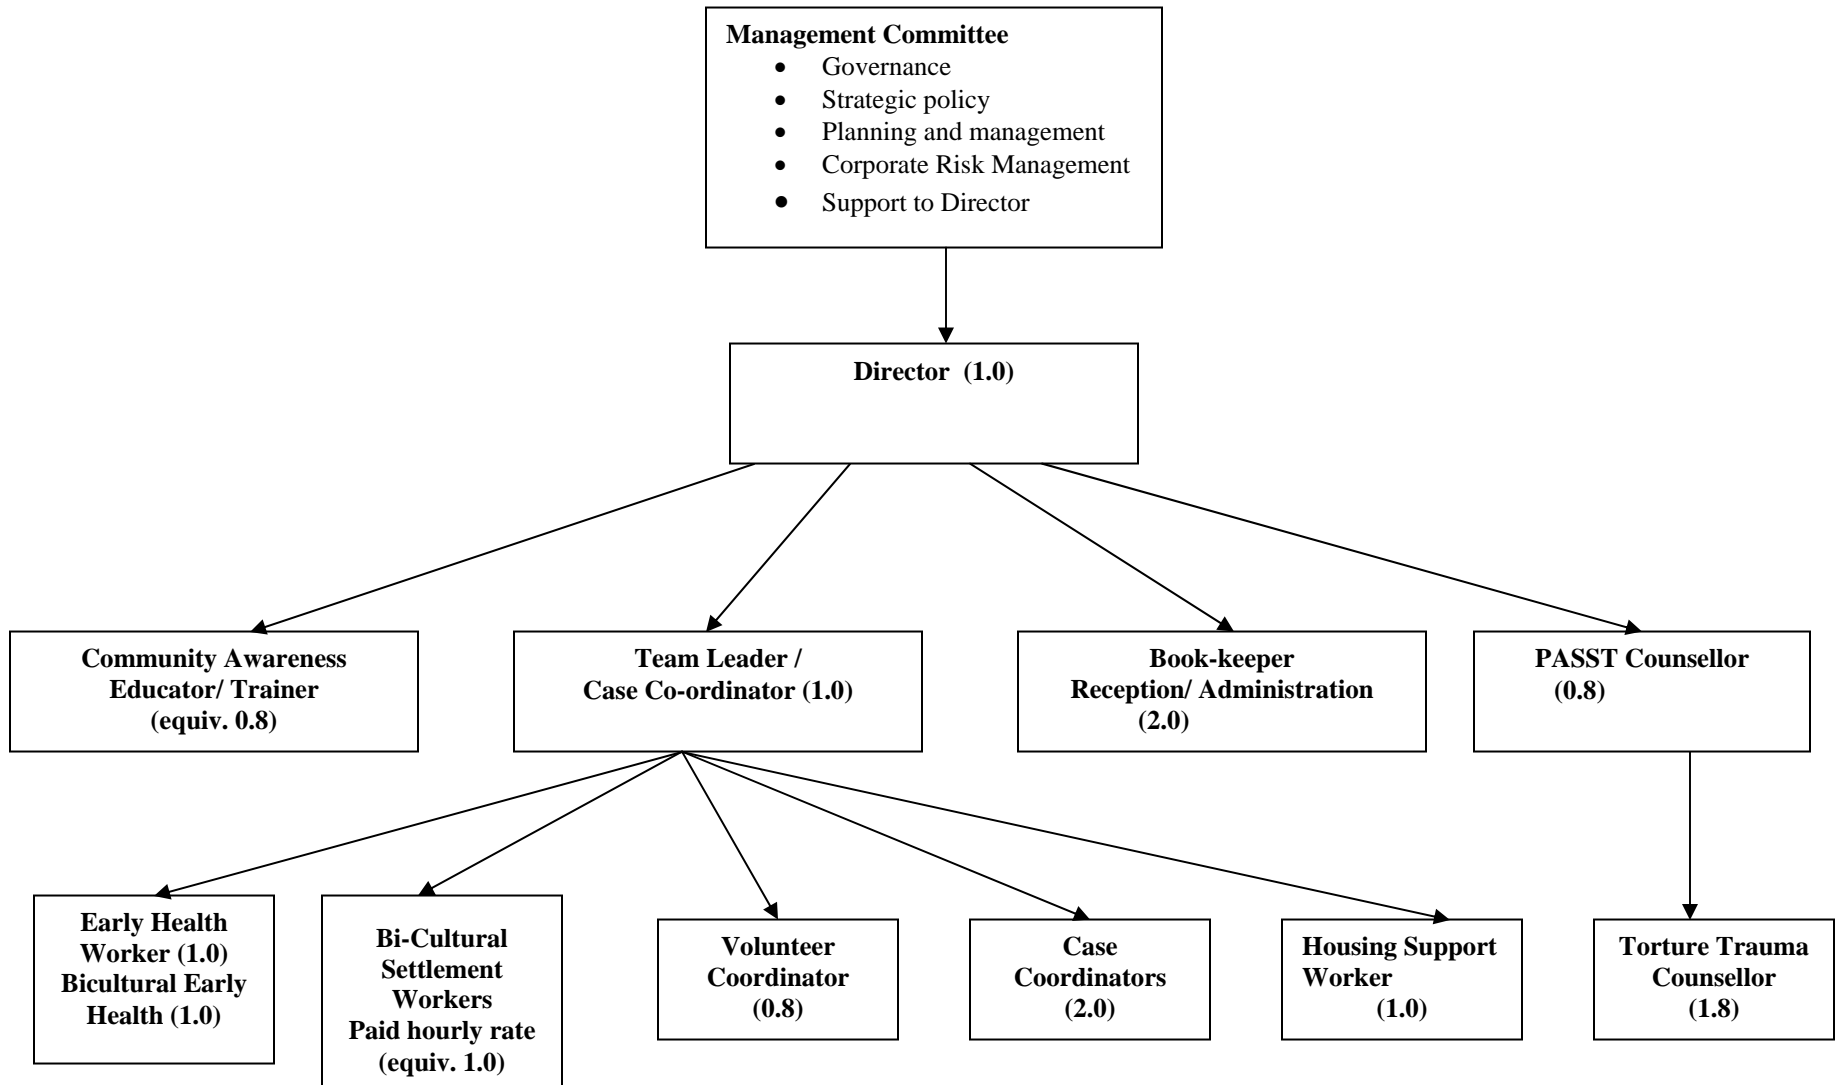 Management Committee
• Governance
• Strategic policy
• Planning and management
• Corporate Risk Management
• Support to Director
Director (1.0)
Community Awareness
Educator/ Trainer
(equiv. 0.8)
Team Leader /
Case Co-ordinator (1.0)
Book-keeper
Reception/ Administration
(2.0)
PASST Counsellor
(0.8)
Early Health
Worker (1.0)
Bicultural Early
Health (1.0)
Bi-Cultural
Settlement
Workers
Paid hourly rate
(equiv. 1.0)
Volunteer
Coordinator
(0.8)
Case
Coordinators
(2.0)
Housing Support
Worker
(1.0)
Torture Trauma
Counsellor
(1.8)